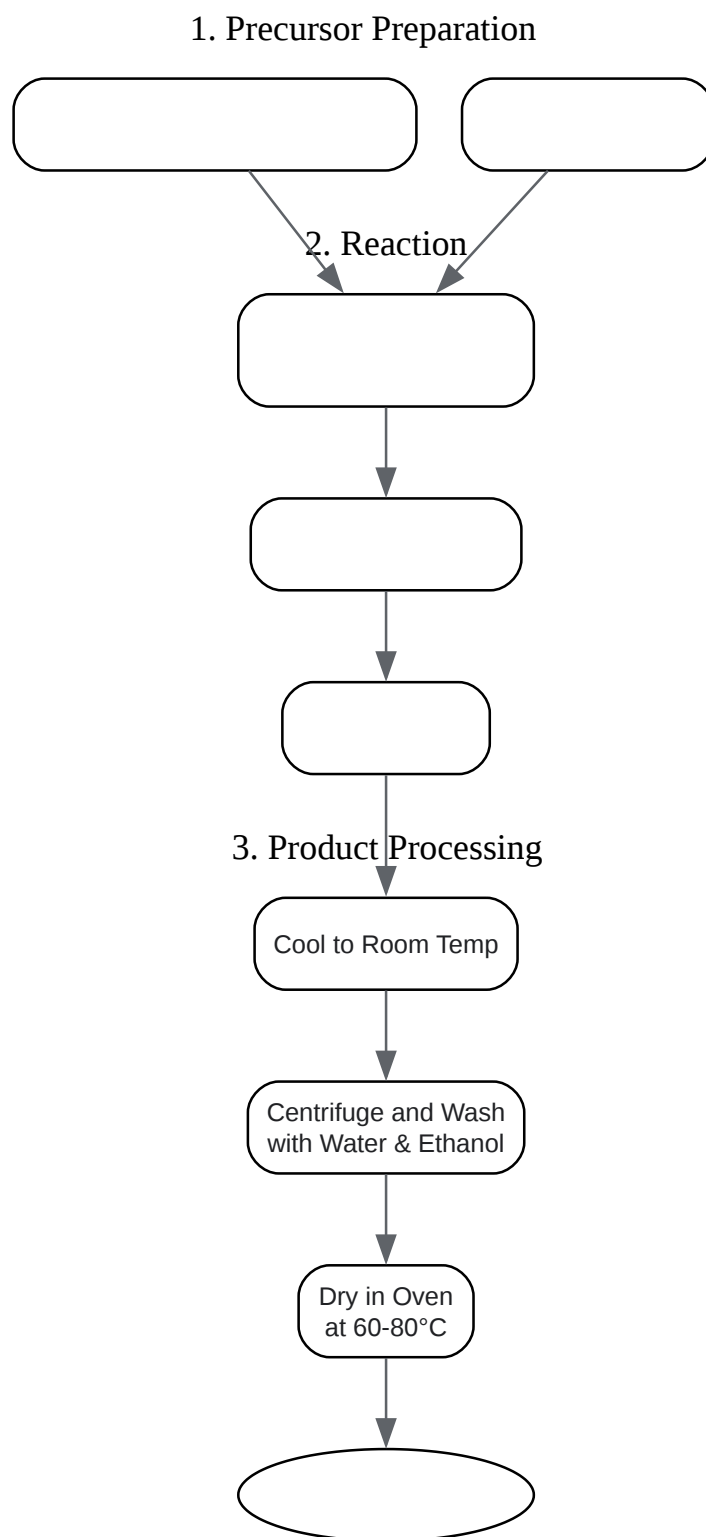 1. Precursor Preparation
2. Reaction
3. Product Processing
Cool to Room Temp
Centrifuge and Wash
with Water & Ethanol
Dry in Oven
at 60-80°C